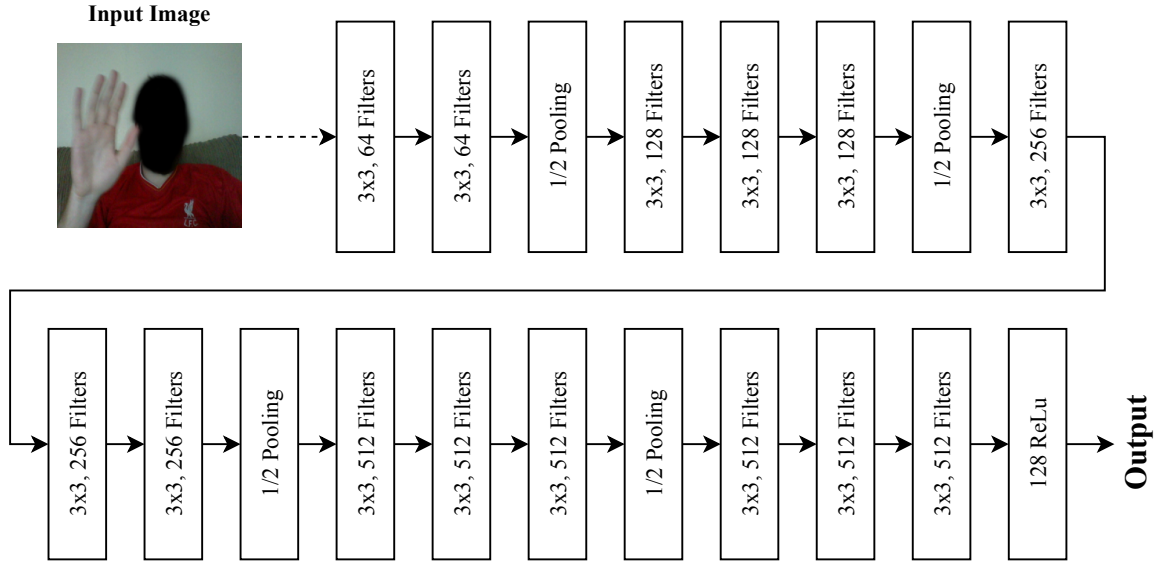 Input Image
3x3, 64 Filters
3x3, 64 Filters
1/2 Pooling
3x3, 128 Filters
3x3, 128 Filters
3x3, 128 Filters
1/2 Pooling
3x3, 256 Filters
L.F.C.
3x3, 256 Filters
3x3, 256 Filters
1/2 Pooling
3x3, 512 Filters
3x3, 512 Filters
3x3, 512 Filters
1/2 Pooling
3x3, 512 Filters
3x3, 512 Filters
3x3, 512 Filters
128 ReLu
Output